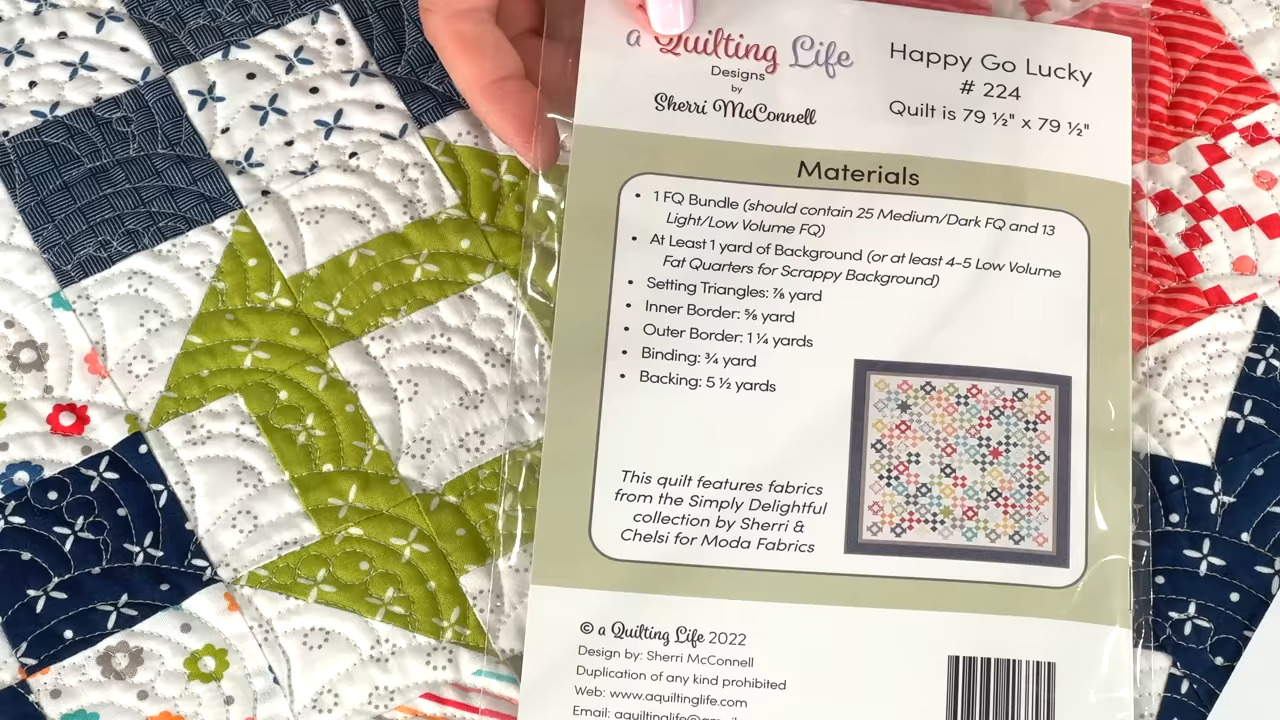 a Quilting Life
Designs
by
Sherri McConnell
Happy Go Lucky
# 224
Quilt is 79 ½" x 79 ½"
Materials
• 1 FQ Bundle (should contain 25 Medium/Dark FQ and 13
Light/Low Volume FQ)
• At Least 1 yard of Background (or at least 4-5 Low Volume
Fat Quarters for Scrappy Background)
• Setting Triangles: ⅞ yard
• Inner Border: ⅝ yard
• Outer Border: 1 ¼ yards
• Binding: ¾ yard
• Backing: 5 ½ yards
This quilt features fabrics
from the Simply Delightful
collection by Sherri &
Chelsi for Moda Fabrics
© a Quilting Life 2022
Design by: Sherri McConnell
Duplication of any kind prohibited
Web: www.aquiltinglife.com
Email: